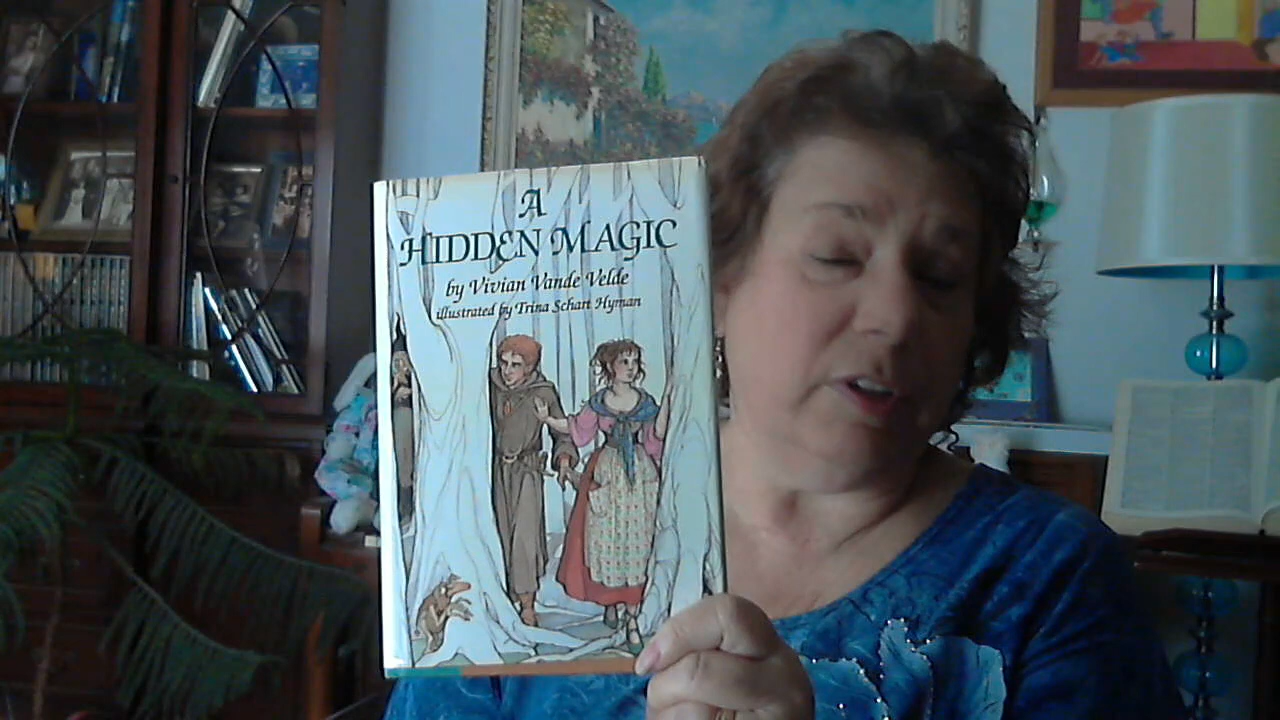 A
HIDDEN MAGIC
by Vivian Vande Velde
illustrated by Trina Schart Hyman